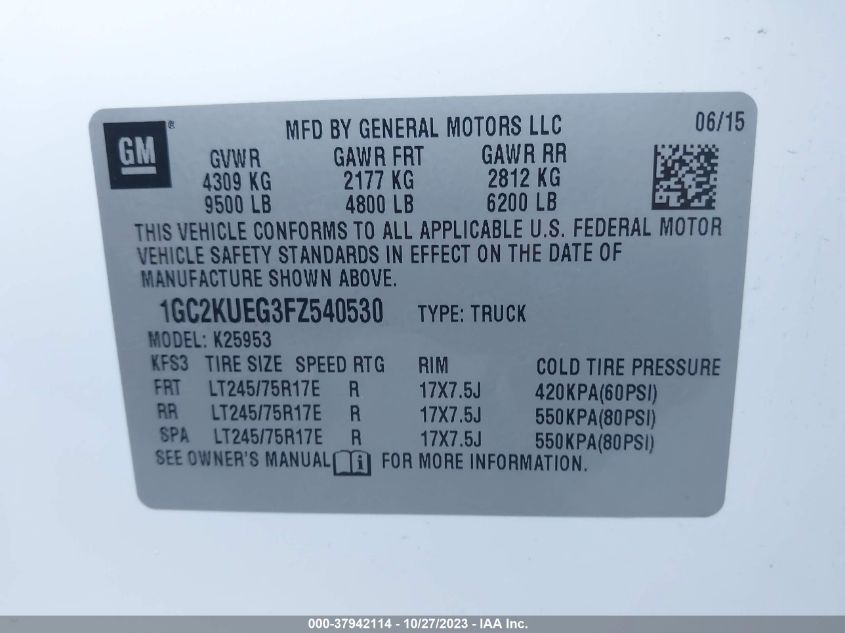 GM® MFD BY GENERAL MOTORS LLC 06/15
GVWR GAWR FRT GAWR RR
4309 KG 2177 KG 2812 KG
9500 LB 4800 LB 6200 LB
THIS VEHICLE CONFORMS TO ALL APPLICABLE U.S. FEDERAL MOTOR
VEHICLE SAFETY STANDARDS IN EFFECT ON THE DATE OF
MANUFACTURE SHOWN ABOVE.
1GC2KUEG3FZ540530 TYPE: TRUCK
MODEL: K25953
KFS3 TIRE SIZE SPEED RTG RIM COLD TIRE PRESSURE
FRT LT245/75R17E R 17X7.5J 420KPA(60PSI)
RR LT245/75R17E R 17X7.5J 550KPA(80PSI)
SPA LT245/75R17E R 17X7.5J 550KPA(80PSI)
SEE OWNER'S MANUAL i FOR MORE INFORMATION.
000-37942114 - 10/27/2023 - IAA Inc.